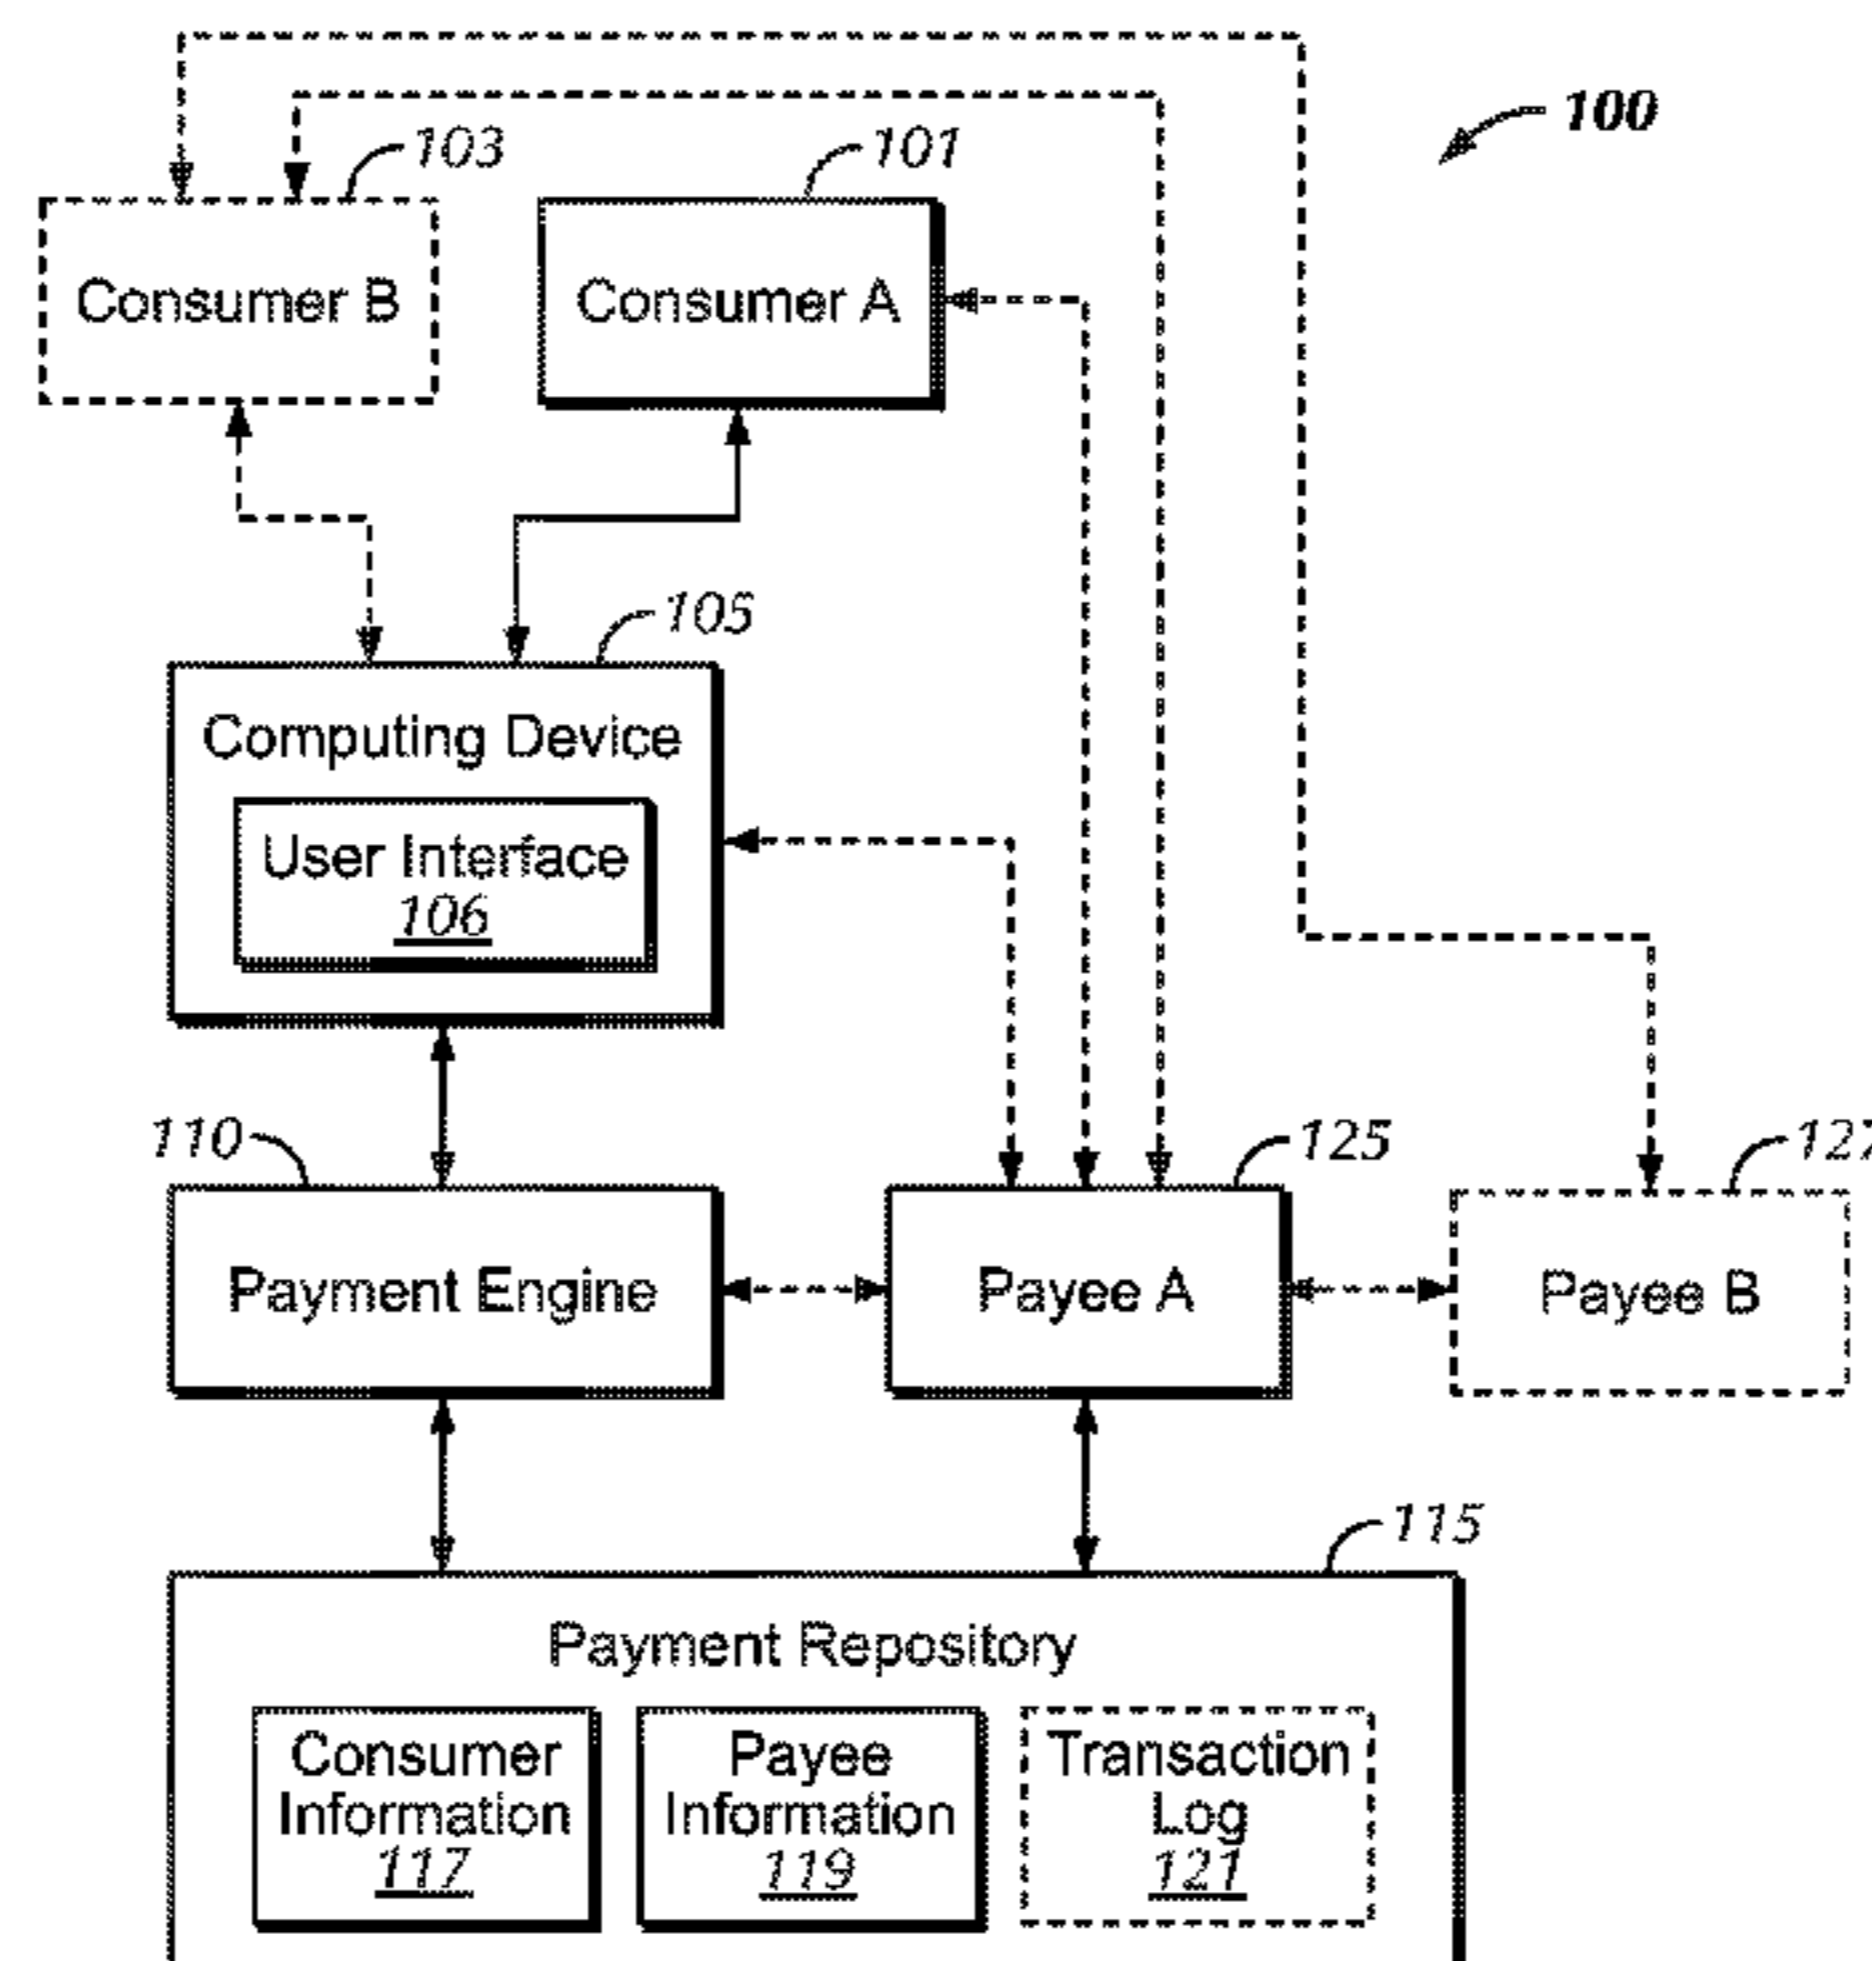 100
103
101
Consumer B
Consumer A
105
Computing Device
User Interface
106
110
125
127
Payment Engine
Payee A
Payee B
115
Payment Repository
Consumer
Information
117
Payee
Information
119
Transaction
Log
121